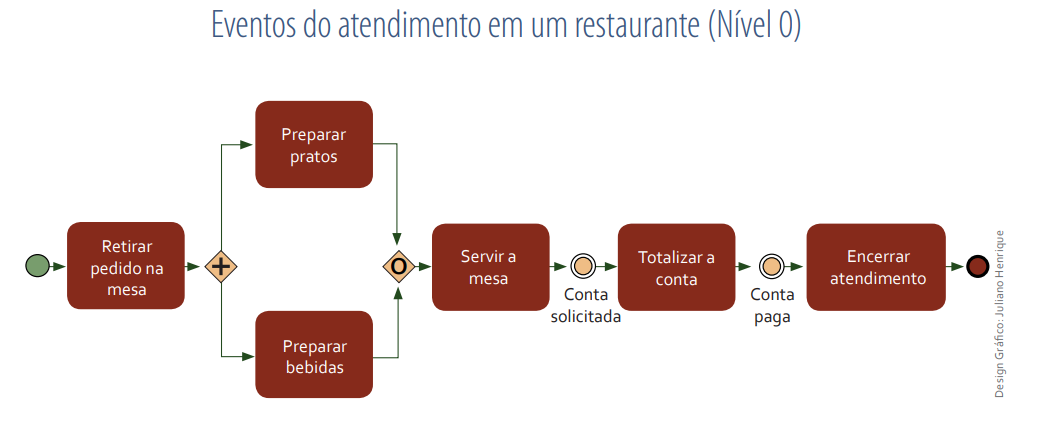 Eventos do atendimento em um restaurante (Nível 0)
Preparar
pratos
Retirar
pedido na
mesa
Preparar
bebidas
Servir a
mesa
Conta
solicitada
Totalizar a
conta
Conta
paga
Encerrar
atendimento
Design Gráfico: Juliano Henrique